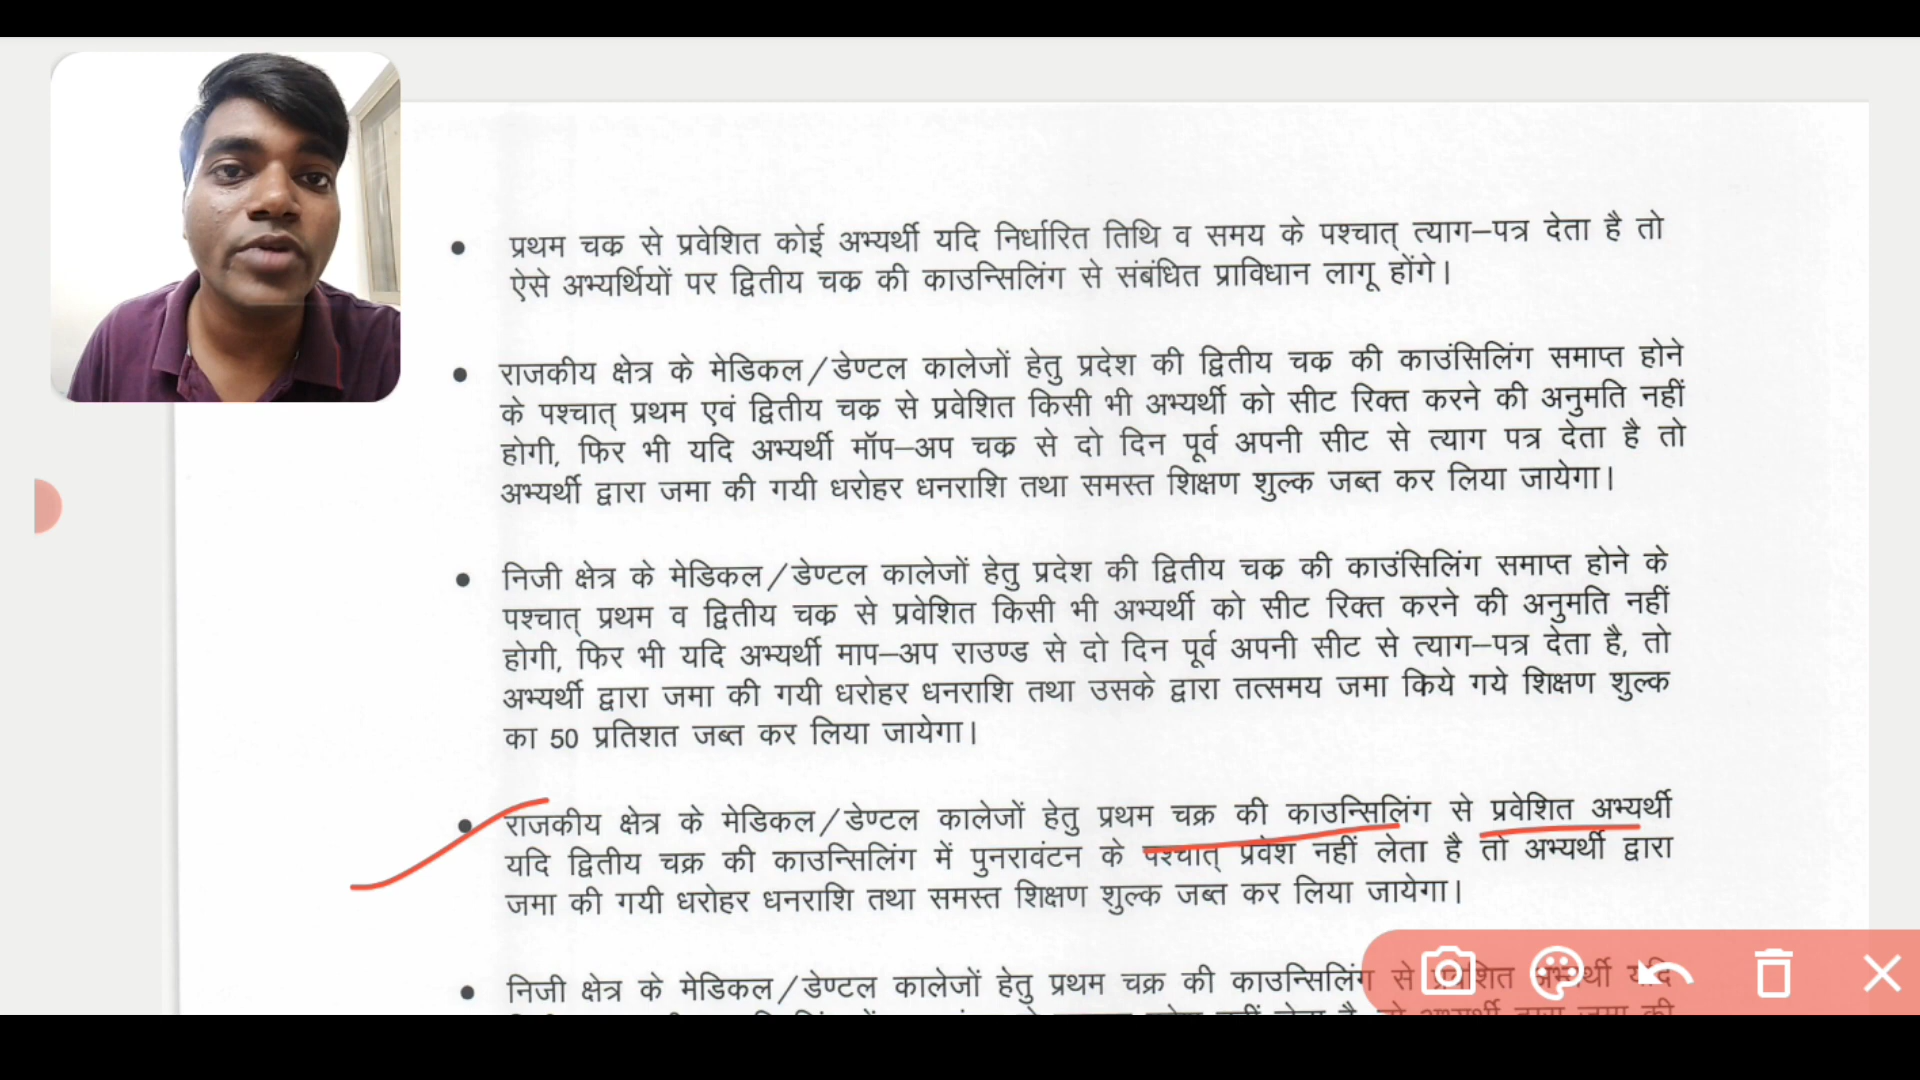 प्रथम चक्र से प्रवेशित कोई अभ्यर्थी यदि निर्धारित तिथि व समय के पश्चात् त्याग–पत्र देता है तो
ऐसे अभ्यर्थियों पर द्वितीय चक्र की काउन्सिलिंग से संबंधित प्राविधान लागू होंगे।
राजकीय क्षेत्र के मेडिकल/डेण्टल कालेजों हेतु प्रदेश की द्वितीय चक्र की काउंसिलिंग समाप्त होने
के पश्चात् प्रथम एवं द्वितीय चक्र से प्रवेशित किसी भी अभ्यर्थी को सीट रिक्त करने की अनुमति नहीं
होगी, फिर भी यदि अभ्यर्थी मॉप–अप चक्र से दो दिन पूर्व अपनी सीट से त्याग पत्र देता है तो
अभ्यर्थी द्वारा जमा की गयी धरोहर धनराशि तथा समस्त शिक्षण शुल्क जब्त कर लिया जायेगा।
निजी क्षेत्र के मेडिकल/डेण्टल कालेजों हेतु प्रदेश की द्वितीय चक्र की काउंसिलिंग समाप्त होने के
पश्चात् प्रथम व द्वितीय चक्र से प्रवेशित किसी भी अभ्यर्थी को सीट रिक्त करने की अनुमति नहीं
होगी, फिर भी यदि अभ्यर्थी माप–अप राउण्ड से दो दिन पूर्व अपनी सीट से त्याग–पत्र देता है, तो
अभ्यर्थी द्वारा जमा की गयी धरोहर धनराशि तथा उसके द्वारा तत्समय जमा किये गये शिक्षण शुल्क
का 50 प्रतिशत जब्त कर लिया जायेगा।
राजकीय क्षेत्र के मेडिकल/डेण्टल कालेजों हेतु प्रथम चक्र की काउन्सिलिंग से प्रवेशित अभ्यर्थी
यदि द्वितीय चक्र की काउन्सिलिंग में पुनरावंटन के पश्चात् प्रवेश नहीं लेता है तो अभ्यर्थी द्वारा
जमा की गयी धरोहर धनराशि तथा समस्त शिक्षण शुल्क जब्त कर लिया जायेगा।
निजी क्षेत्र के मेडिकल/डेण्टल कालेजों हेतु प्रथम चक्र की काउन्सिलिंग से प्रवेशित अभ्यर्थी यदि